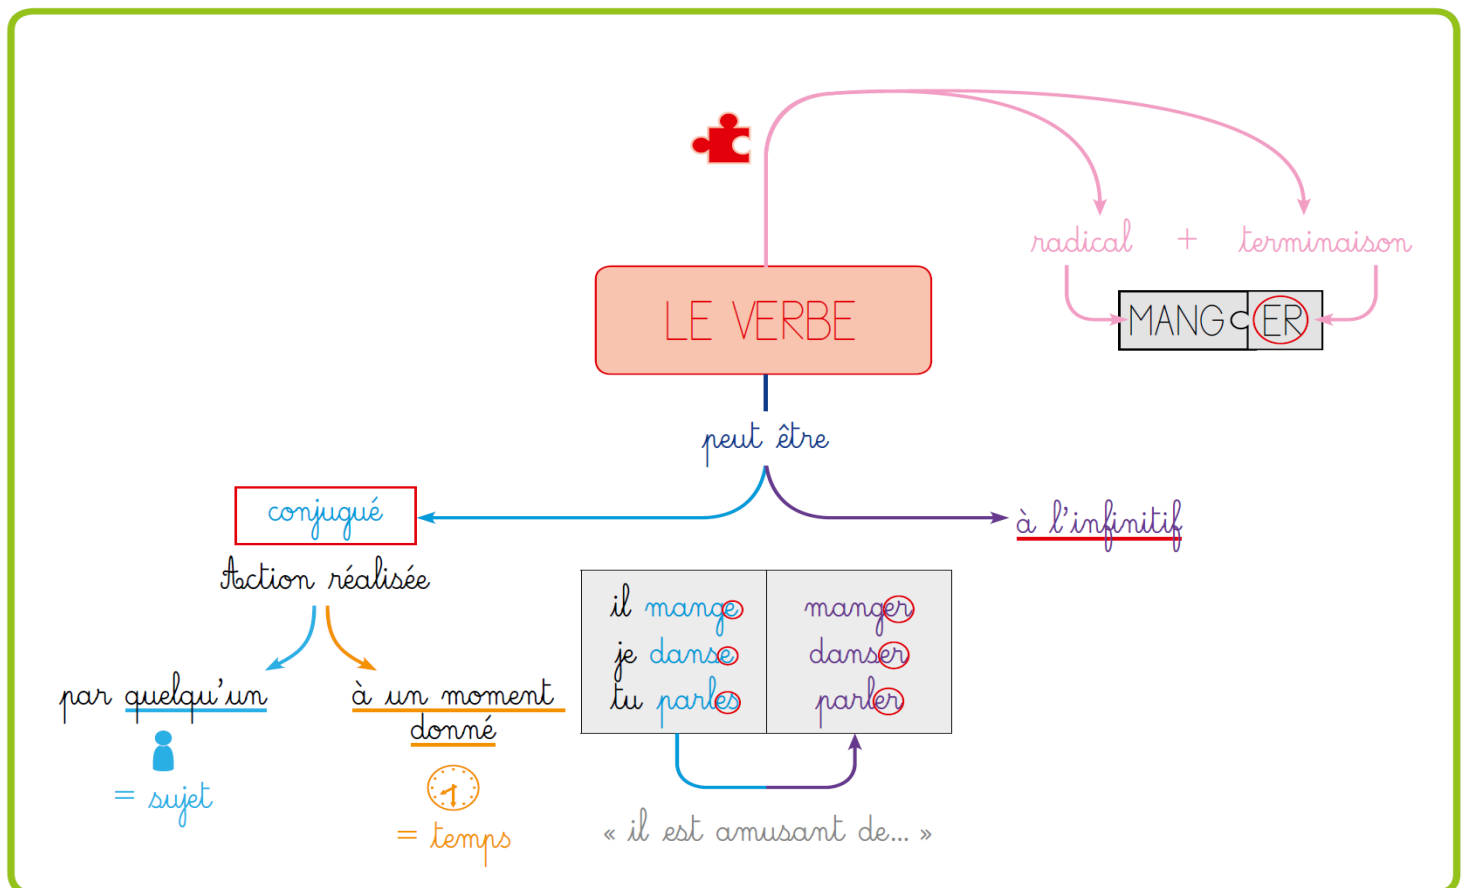 radical + terminaison
MANG ER
LE VERBE
peut être
conjugué
à l'infinitif
Action réalisée
par quelqu'un
= sujet
à un moment
donné
= temps
il mange manger
je danse danser
tu parles parler
« il est amusant de... »